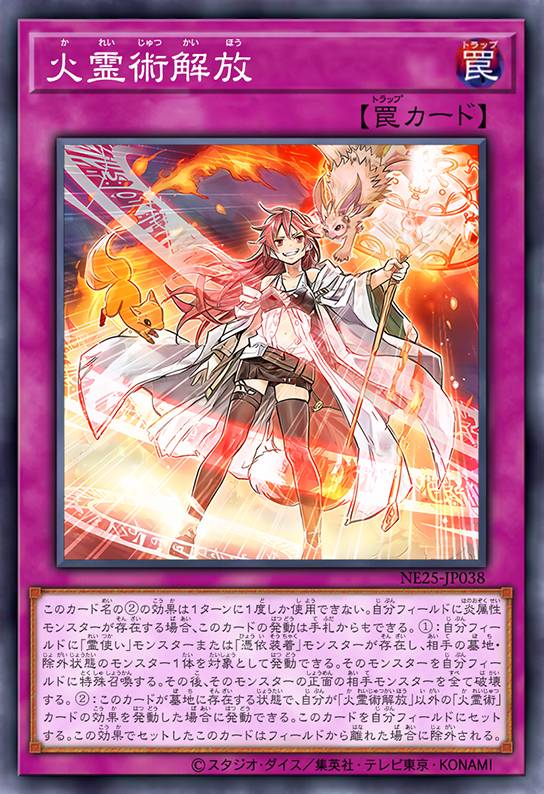 火霊術解放
罠
【罠カード】
NE25-JP038
このカード名の②の効果は1ターンに1度しか使用できない。自分フィールドに炎属性
モンスターが存在する場合、このカードの発動は手札からもできる。①：自分フィー
ルドに「霊使い」モンスターまたは「憑依装着」モンスターが存在し、相手の墓地・
除外状態のモンスター1体を対象として発動できる。そのモンスターを自分フィール
ドに特殊召喚する。その後、そのモンスターの正面の相手モンスターを全て破壊
する。②：このカードが墓地に存在する状態で、自分が「火霊術解放」以外の「火霊術」
カードの効果を発動した場合に発動できる。このカードを自分フィールドにセット
する。この効果でセットしたこのカードはフィールドから離れた場合に除外される。
©スタジオ・ダイス／集英社・テレビ東京・KONAMI